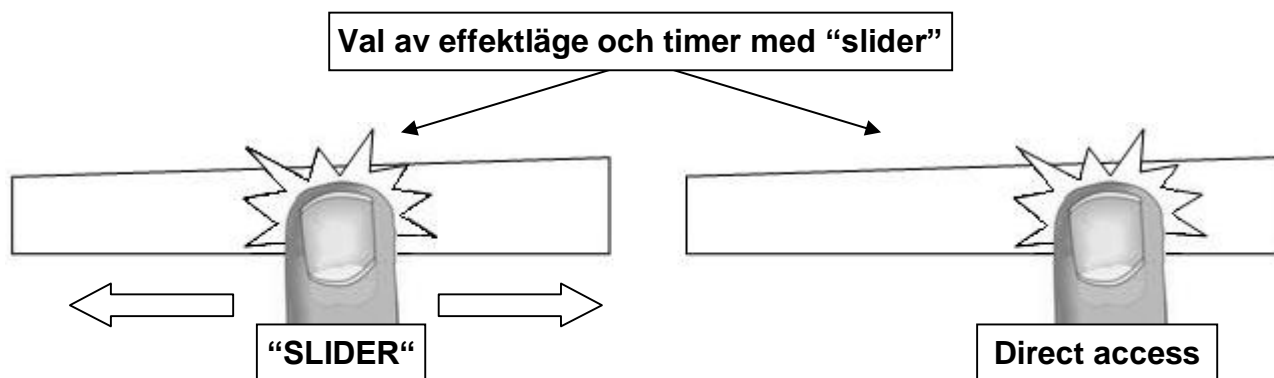 Val av effektläge och timer med “slider”
“SLIDER“
Direct access